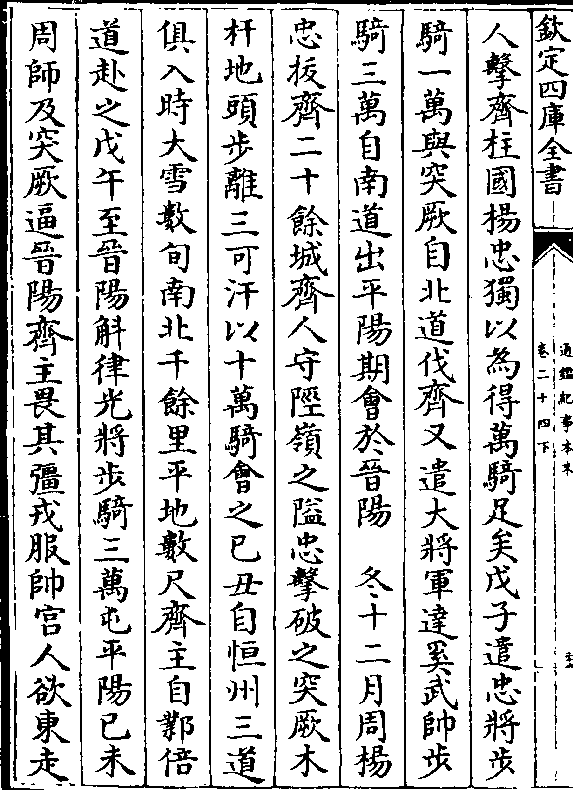 欽定四庫全書
通鑑紀事本末
卷二十四下
人擊齊柱國楊忠獨以為得萬騎足矣戊子遣忠將步
騎一萬與突厥自北道伐齊又遣大將軍達奚武帥步
騎三萬自南道出平陽期會於晉陽　冬十二月周楊
忠拔齊二十餘城齊人守陘嶺之隘忠擊破之突厥木
杆地頭步離三可汗以十萬騎會之己丑自恒州三道
俱入時大雪數旬南北千餘里平地數尺齊主自鄴倍
道赴之戊午至晉陽斛律光將步騎三萬屯平陽己未
周師及突厥逼晉陽齊主畏其彊戎服帥宫人欲東走